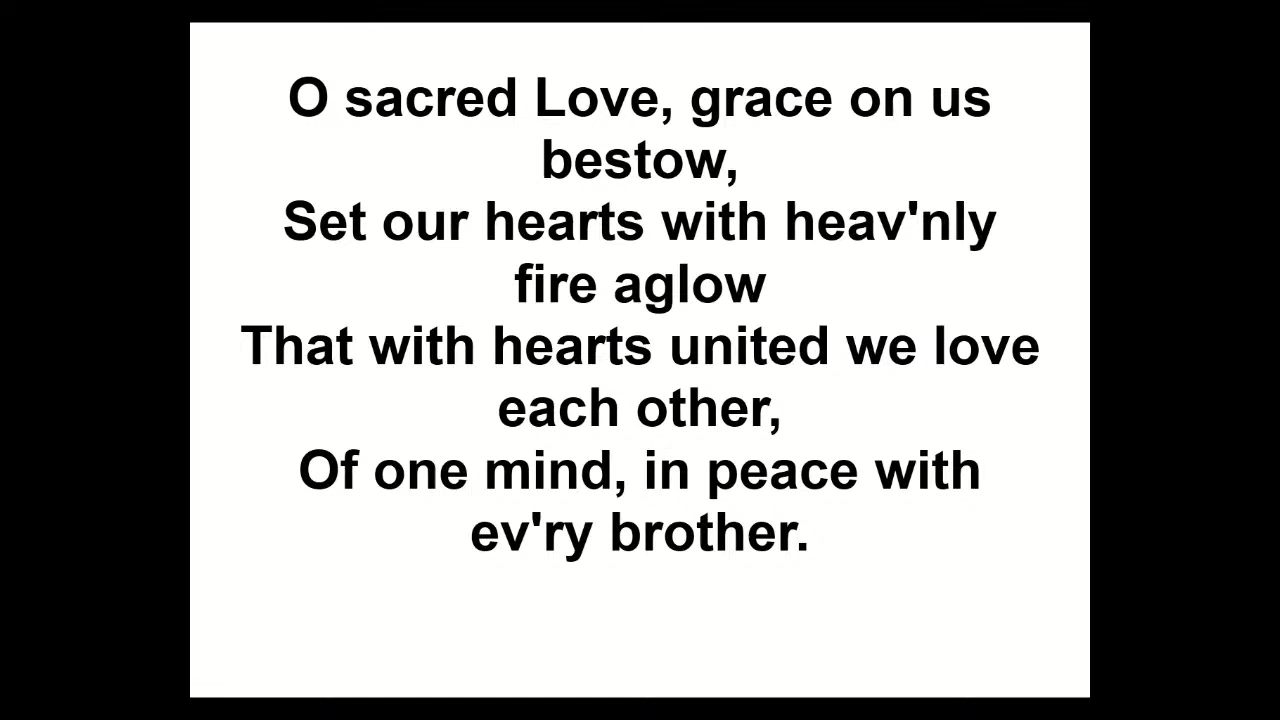 O sacred Love, grace on us
bestow,
Set our hearts with heav'nly
fire aglow
That with hearts united we love
each other,
Of one mind, in peace with
ev'ry brother.